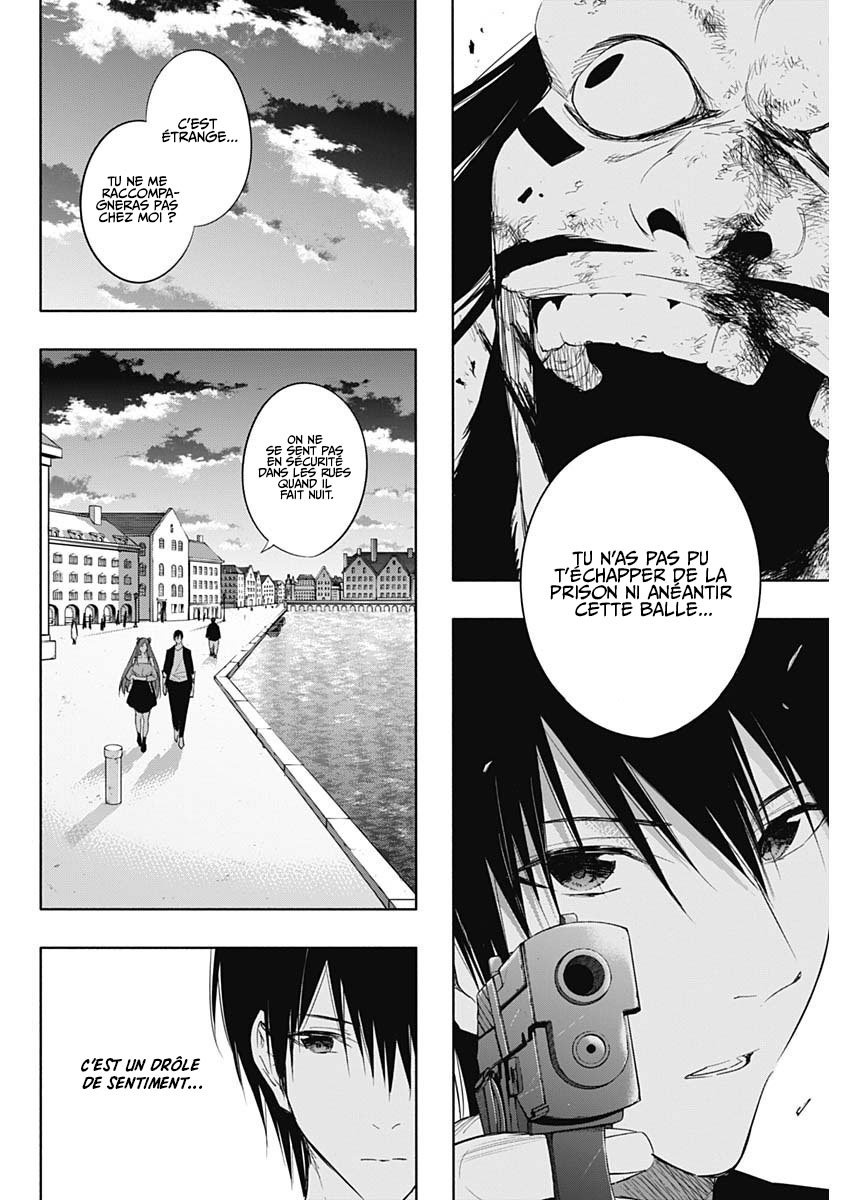 TU N'AS PAS PU
T'ÉCHAPPER DE LA
PRISON NI ANÉANTIR
CETTE BALLE...
C'EST
ÉTRANGE...
TU NE ME
RACCOMPA-
GNERAS PAS
CHEZ MOI ?
ON NE
SE SENT PAS
EN SÉCURITÉ
DANS LES RUES
QUAND IL
FAIT NUIT.
C'EST UN DRÔLE
DE SENTIMENT...